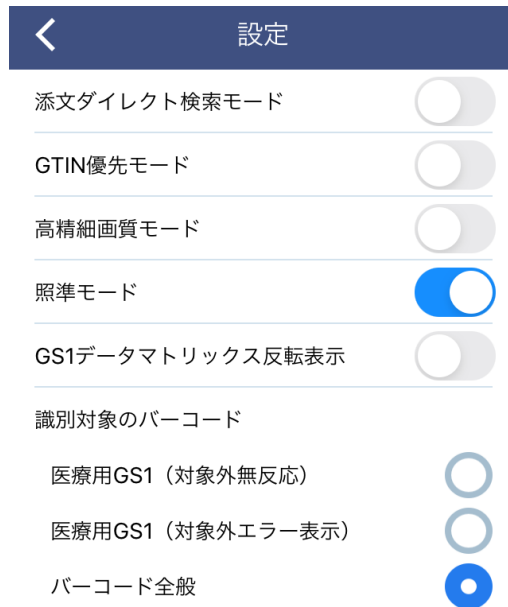 設定
添文ダイレクト検索モード
GTIN優先モード
高精細画質モード
照準モード
GS1データマトリックス反転表示
識別対象のバーコード
医療用GS1（対象外無反応）
医療用GS1（対象外エラー表示）
バーコード全般